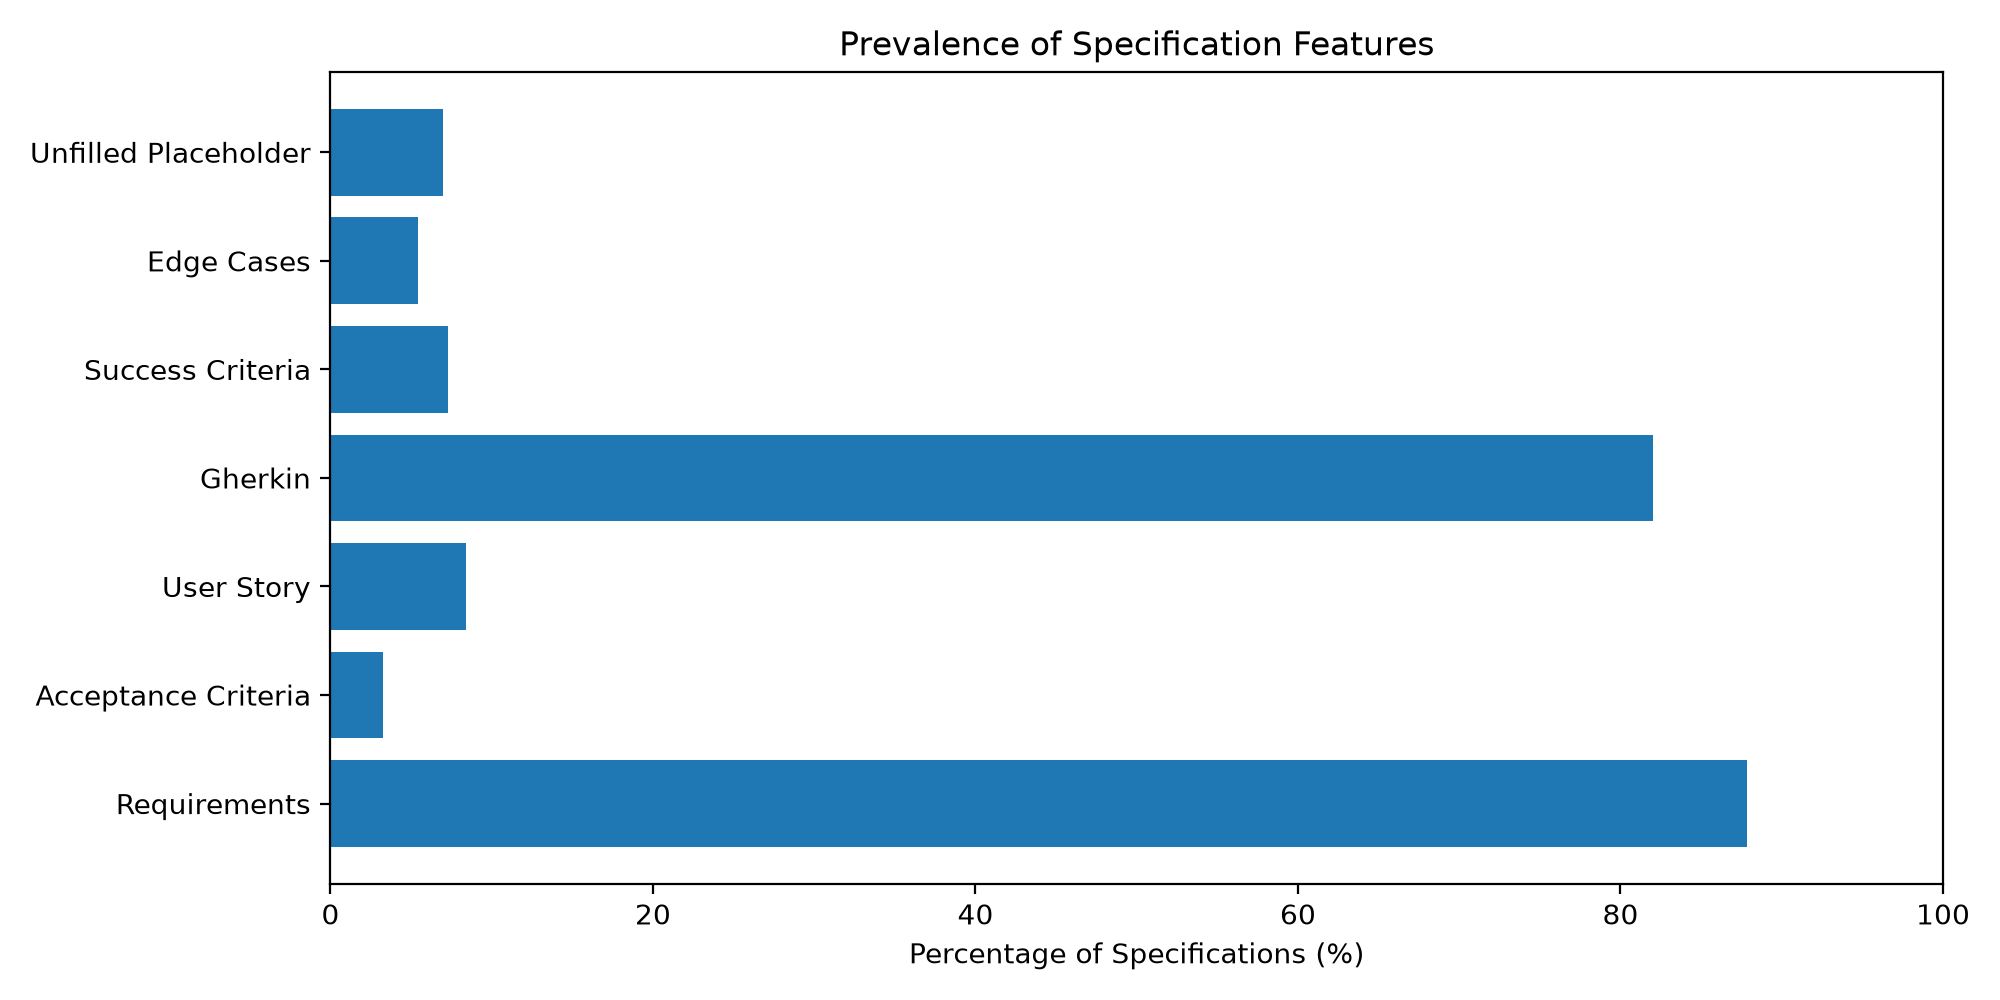 Prevalence of Specification Features
Unfilled Placeholder
Edge Cases
Success Criteria
Gherkin
User Story
Acceptance Criteria
Requirements
0 20 40 60 80 100
Percentage of Specifications (%)